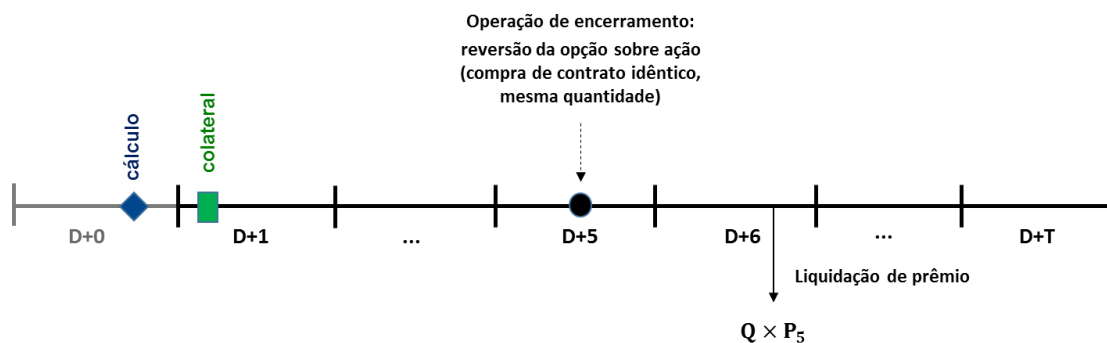 Operação de encerramento:
reversão da opção sobre ação
(compra de contrato idêntico,
mesma quantidade)
cálculo
colateral
D+0
D+1
...
D+5
D+6
...
D+T
Liquidação de prêmio
Q × P₅